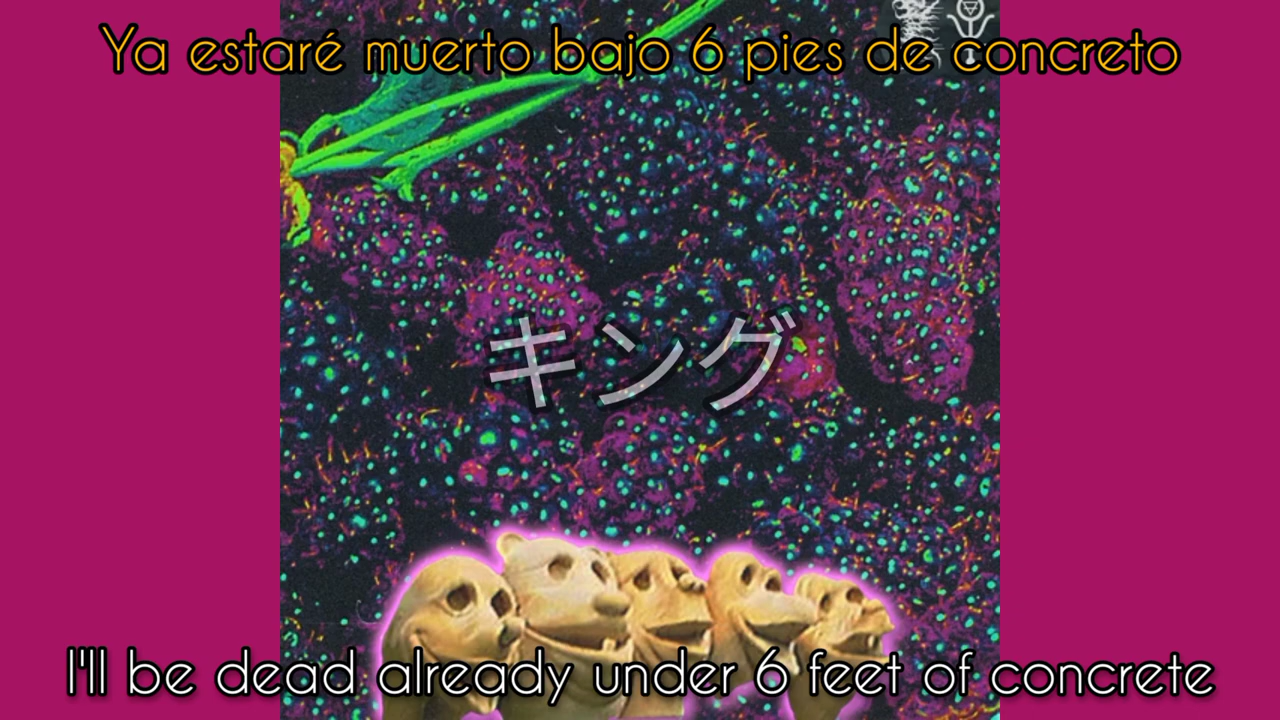 Ya estaré muerto bajo 6 pies de concreto
キング
I'll be dead already under 6 feet of concrete